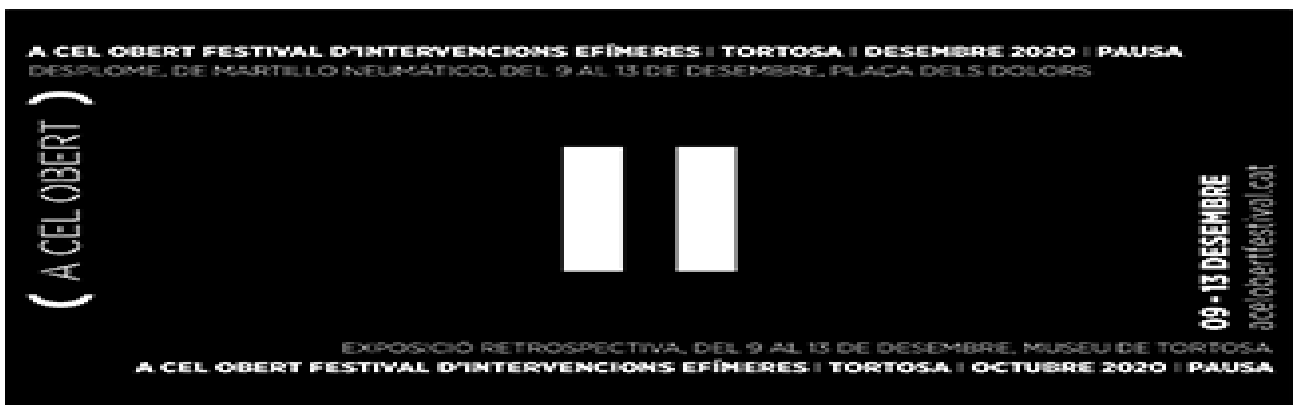 A CEL OBERT FESTIVAL D'INTERVENCIONS EFÍMERES | TORTOSA | DESEMBRE 2020 | PAUSA
DESPLOME, DE MARTILLO NEUMÁTICO, DEL 9 AL 13 DE DESEMBRE, PLAÇA DELS DOLORS
( A CEL OBERT )
09 - 13 DESEMBRE
acelobertfestival.cat
EXPOSICIÓ RETROSPECTIVA, DEL 9 AL 13 DE DESEMBRE, MUSEU DE TORTOSA
A CEL OBERT FESTIVAL D'INTERVENCIONS EFÍMERES | TORTOSA | OCTUBRE 2020 | PAUSA